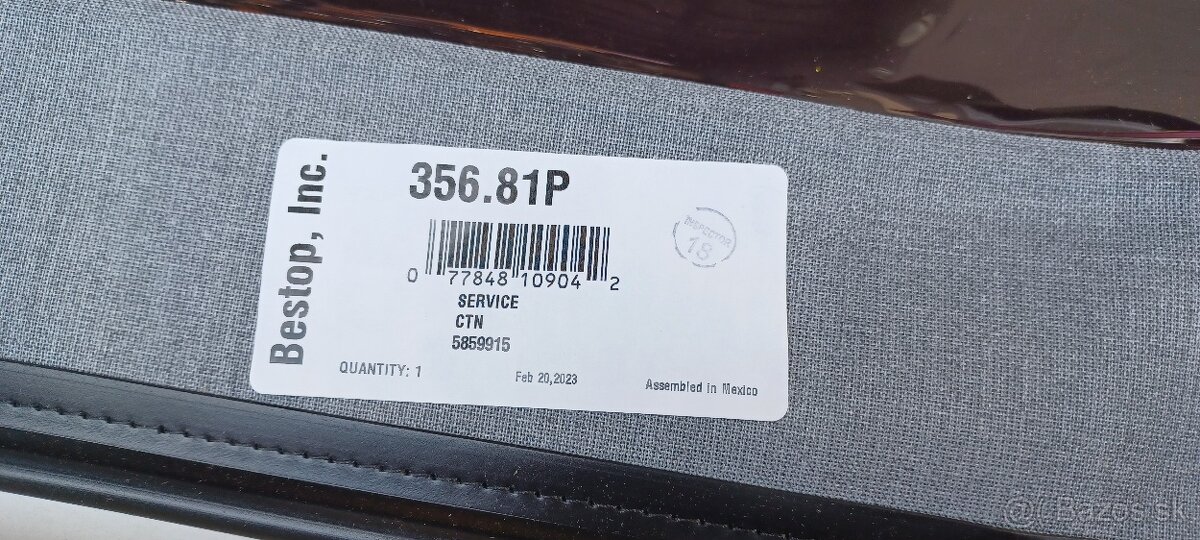 Bestop, Inc.
356.81P
0 77848 10904 2
SERVICE
CTN
5859915
QUANTITY: 1
Feb 20,2023
Assembled in Mexico
INSPECTOR
18
Bazos.sk